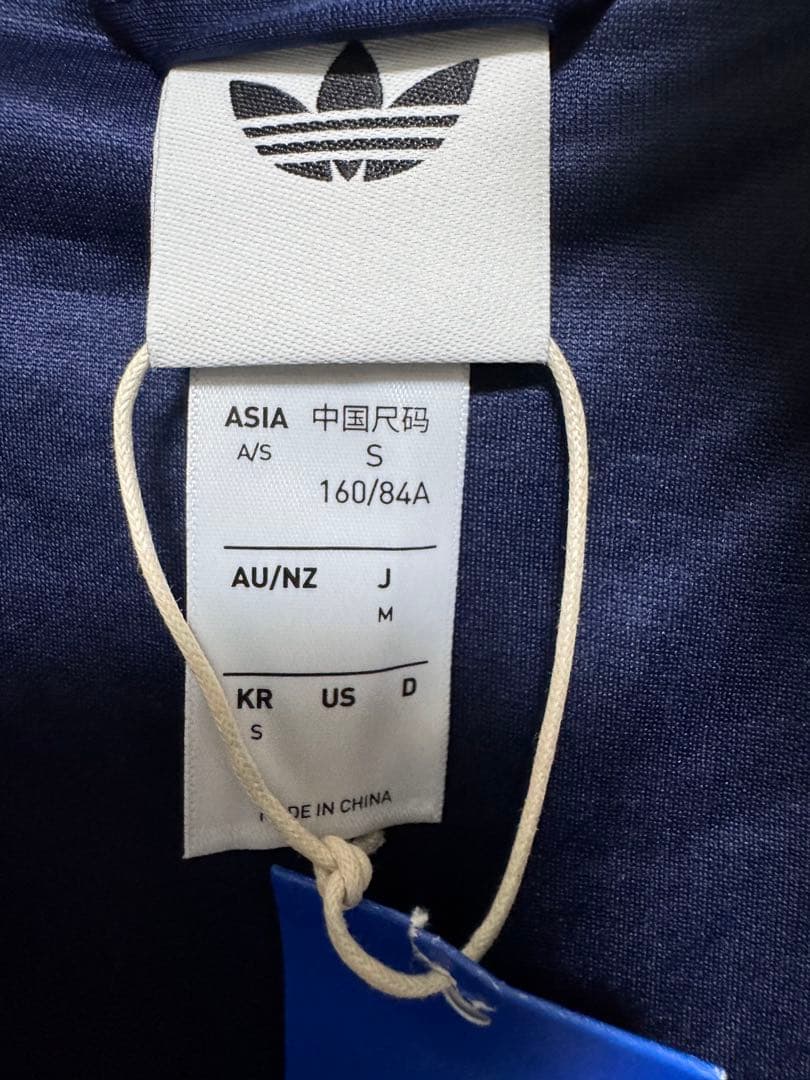 ASIA 中国尺码
A/S S
160/84A
AU/NZ J
M
KR US D
S
DE IN CHINA